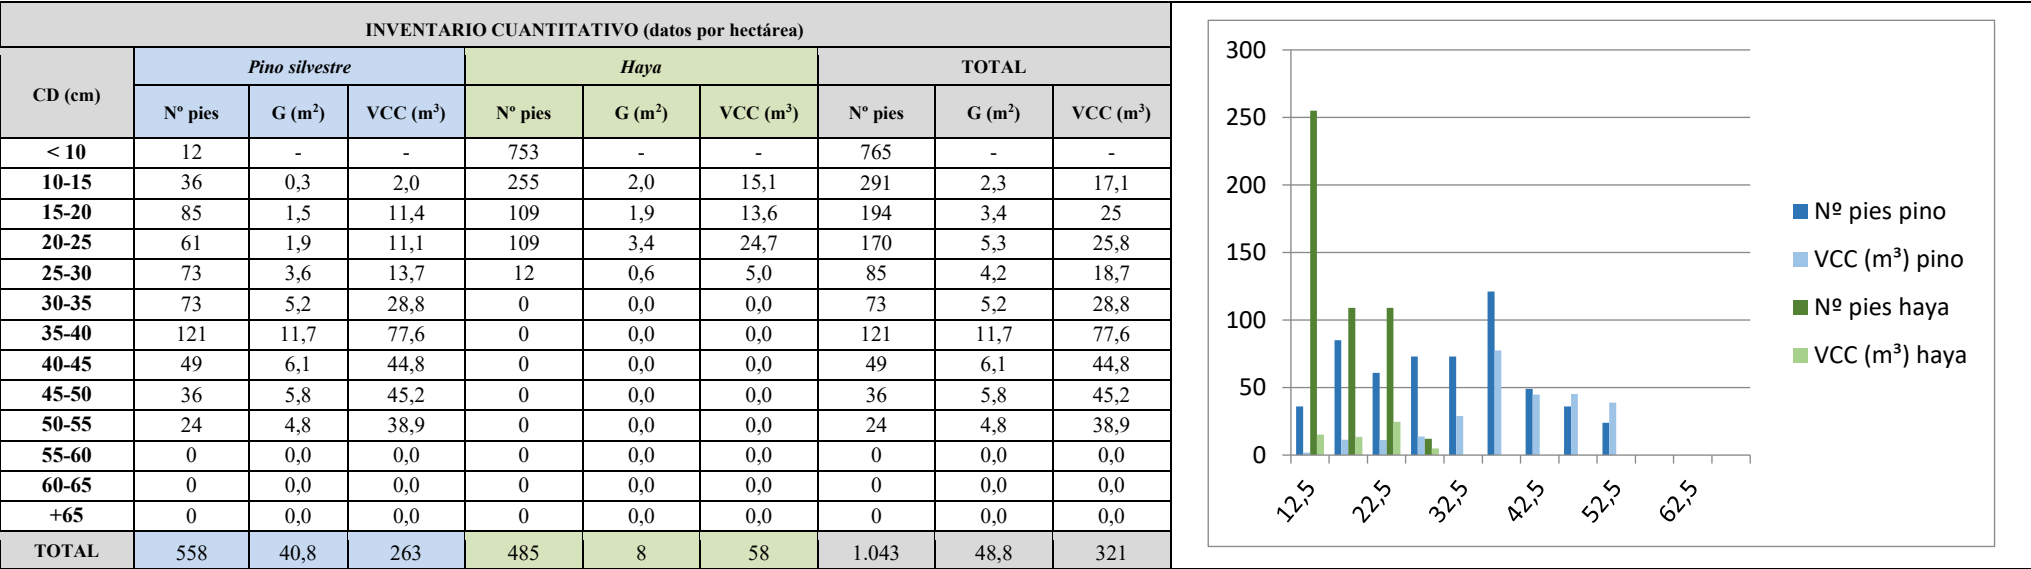 INVENTARIO CUANTITATIVO (datos por hectárea)
CD (cm) Pino silvestre Haya TOTAL
Nº pies G (m²) VCC (m³) Nº pies G (m²) VCC (m³) Nº pies G (m²) VCC (m³)
< 10 12 - - 753 - - 765 - -
10-15 36 0,3 2,0 255 2,0 15,1 291 2,3 17,1
15-20 85 1,5 11,4 109 1,9 13,6 194 3,4 25
20-25 61 1,9 11,1 109 3,4 24,7 170 5,3 25,8
25-30 73 3,6 13,7 12 0,6 5,0 85 4,2 18,7
30-35 73 5,2 28,8 0 0,0 0,0 73 5,2 28,8
35-40 121 11,7 77,6 0 0,0 0,0 121 11,7 77,6
40-45 49 6,1 44,8 0 0,0 0,0 49 6,1 44,8
45-50 36 5,8 45,2 0 0,0 0,0 36 5,8 45,2
50-55 24 4,8 38,9 0 0,0 0,0 24 4,8 38,9
55-60 0 0,0 0,0 0 0,0 0,0 0 0,0 0,0
60-65 0 0,0 0,0 0 0,0 0,0 0 0,0 0,0
+65 0 0,0 0,0 0 0,0 0,0 0 0,0 0,0
TOTAL 558 40,8 263 485 8 58 1.043 48,8 321
300
250
200
150
100
50
0
12,5 22,5 32,5 42,5 52,5 62,5
Nº pies pino
VCC (m³) pino
Nº pies haya
VCC (m³) haya